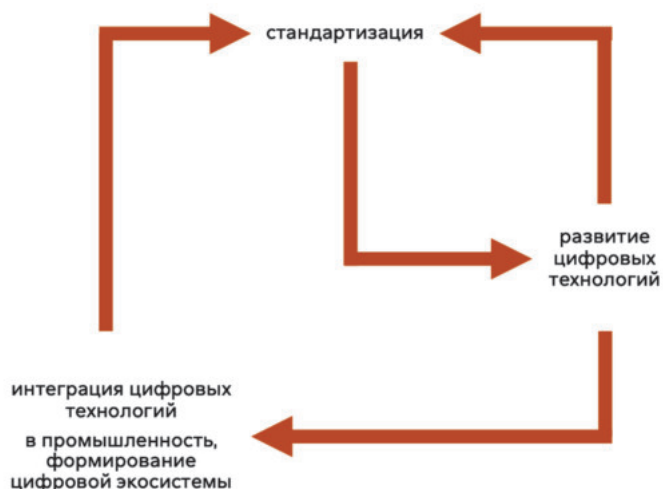 стандартизация
развитие
цифровых
технологий
интеграция цифровых
технологий
в промышленность,
формирование
цифровой экосистемы